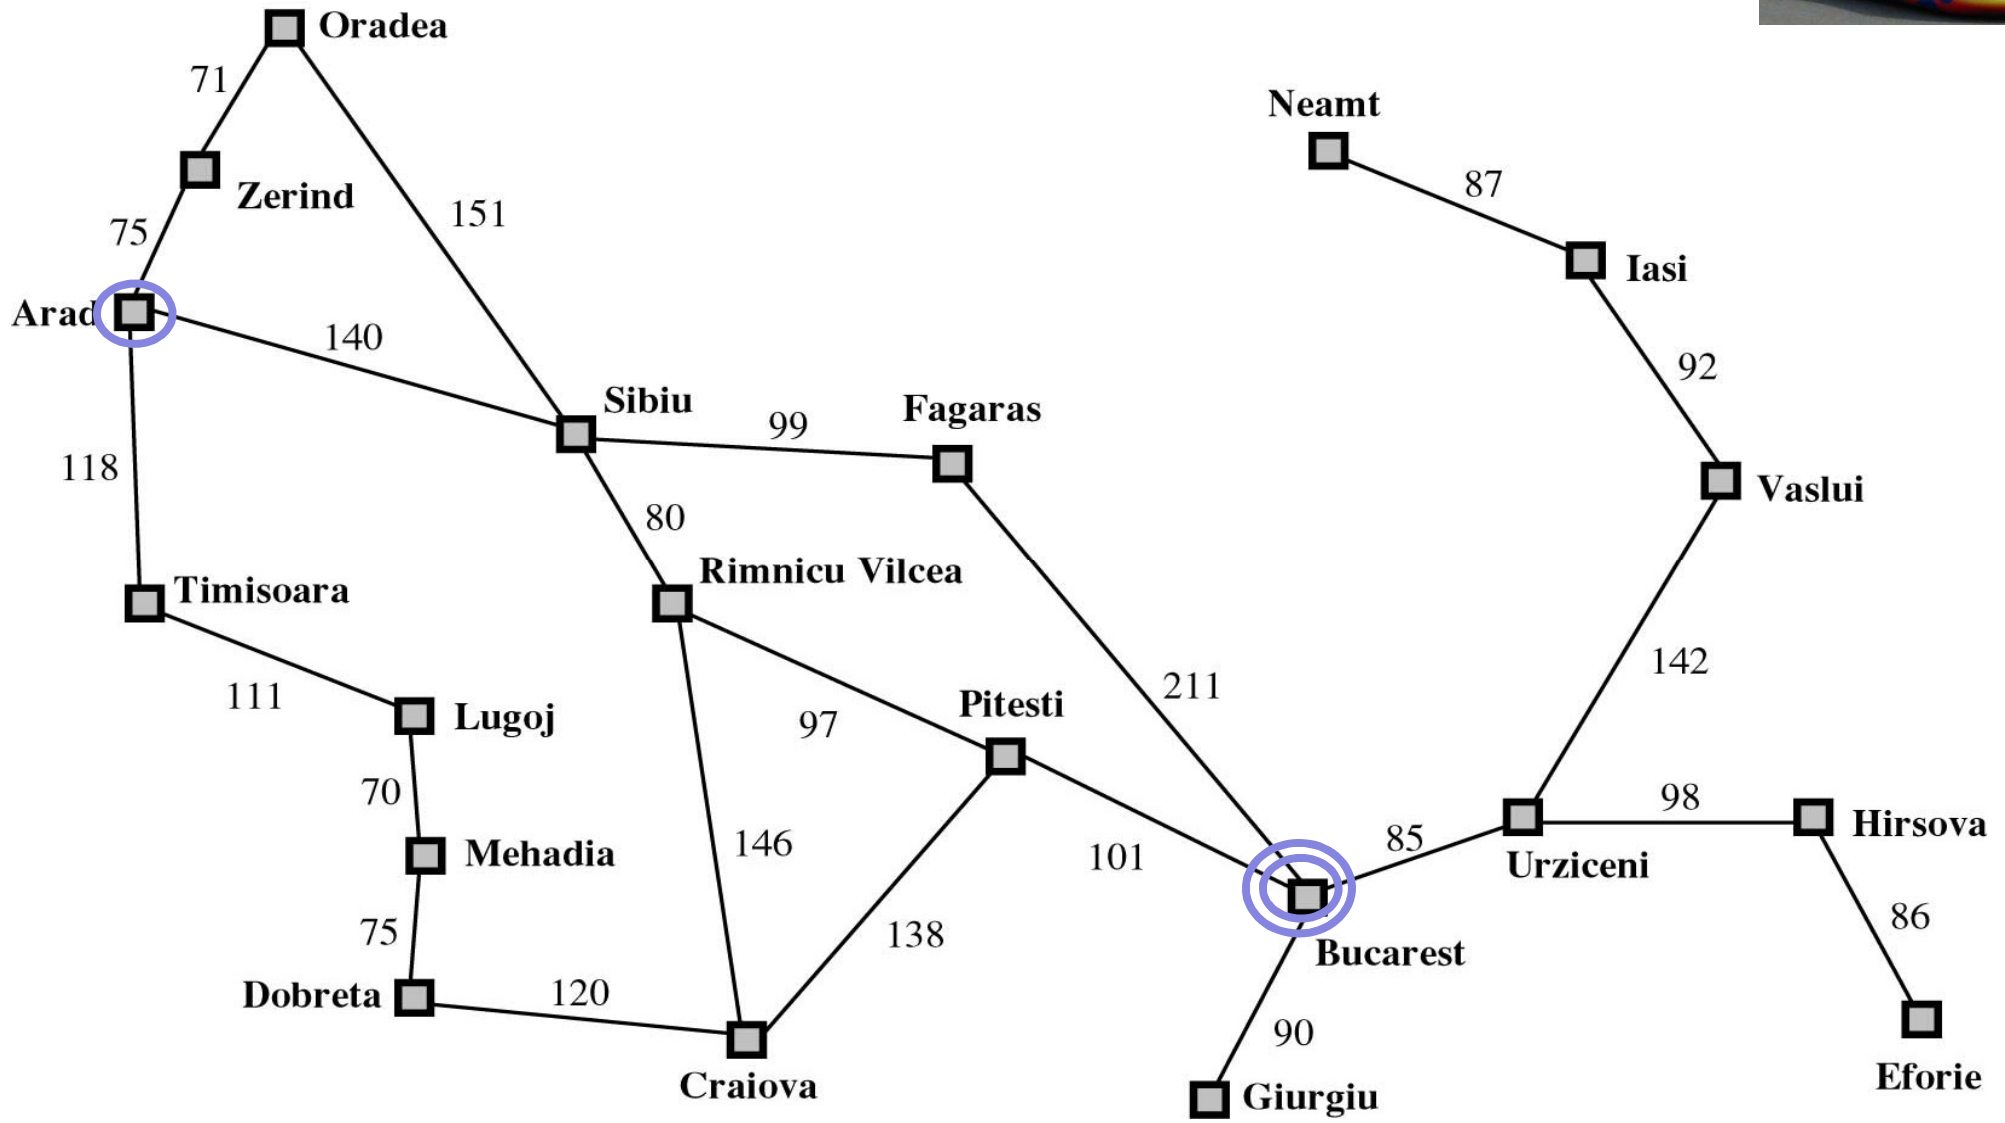 Oradea
71
Neamt
87
Zerind
151
75
Iasi
Arad
140
92
Sibiu
99
Fagaras
118
Vaslui
80
Rimnicu Vilcea
Timisoara
142
211
111
Lugoj
97
Pitesti
70
98
Hirsova
146
101
85
Urziceni
Mehadia
75
138
86
Bucarest
Dobreta
120
90
Craiova
Giurgiu
Eforie